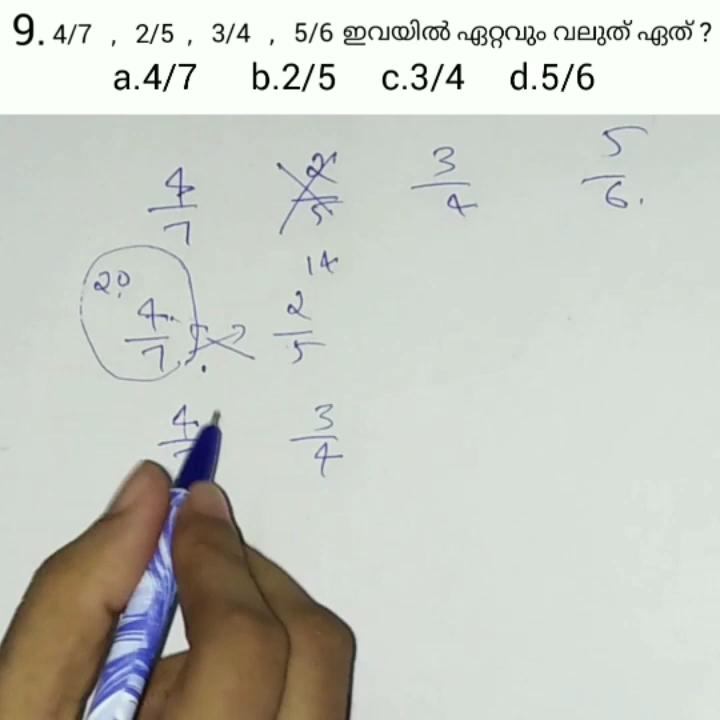 9. 4/7 , 2/5 , 3/4 , 5/6 ഇവയിൽ ഏറ്റവും വലുത് ഏത് ?
a.4/7 b.2/5 c.3/4 d.5/6
4/7 2/5 3/4 5/6.
20 14
4/7 2/5
4 3/4